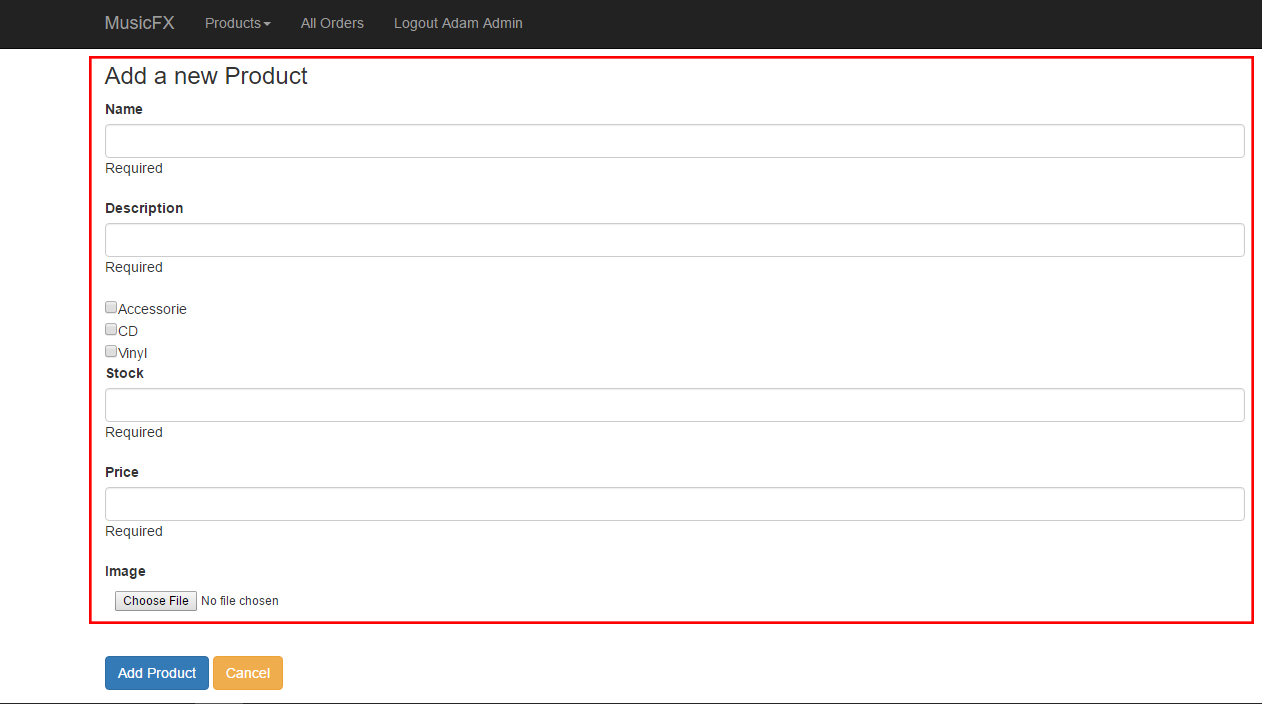 MusicFX Products All Orders Logout Adam Admin
Add a new Product
Name
Required
Description
Required
Accessorie
CD
Vinyl
Stock
Required
Price
Required
Image
Choose File No file chosen
Add Product Cancel